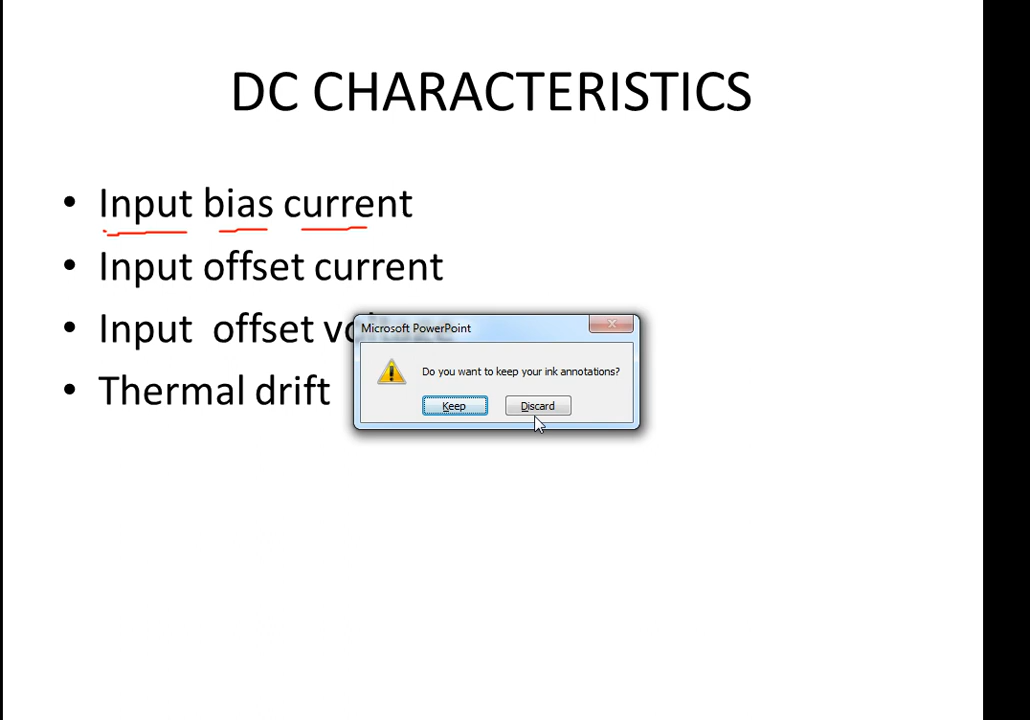 DC CHARACTERISTICS
• Input bias current
• Input offset current
• Input offset voltage
• Thermal drift
Microsoft PowerPoint
Do you want to keep your ink annotations?
Keep
Discard